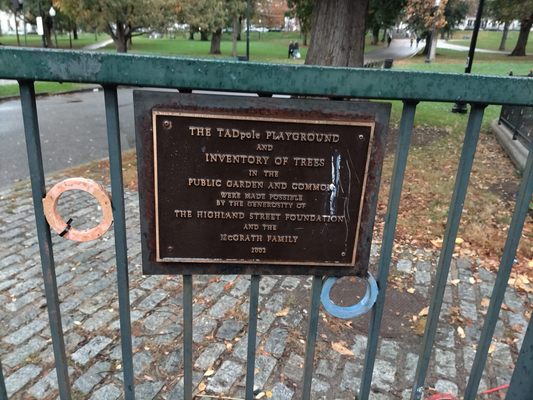 THE TADpole PLAYGROUND
AND
INVENTORY OF TREES
IN THE
PUBLIC GARDEN AND COMMON
WERE MADE POSSIBLE
BY THE GENEROSITY OF
THE HIGHLAND STREET FOUNDATION
AND THE
MCGRATH FAMILY
2002